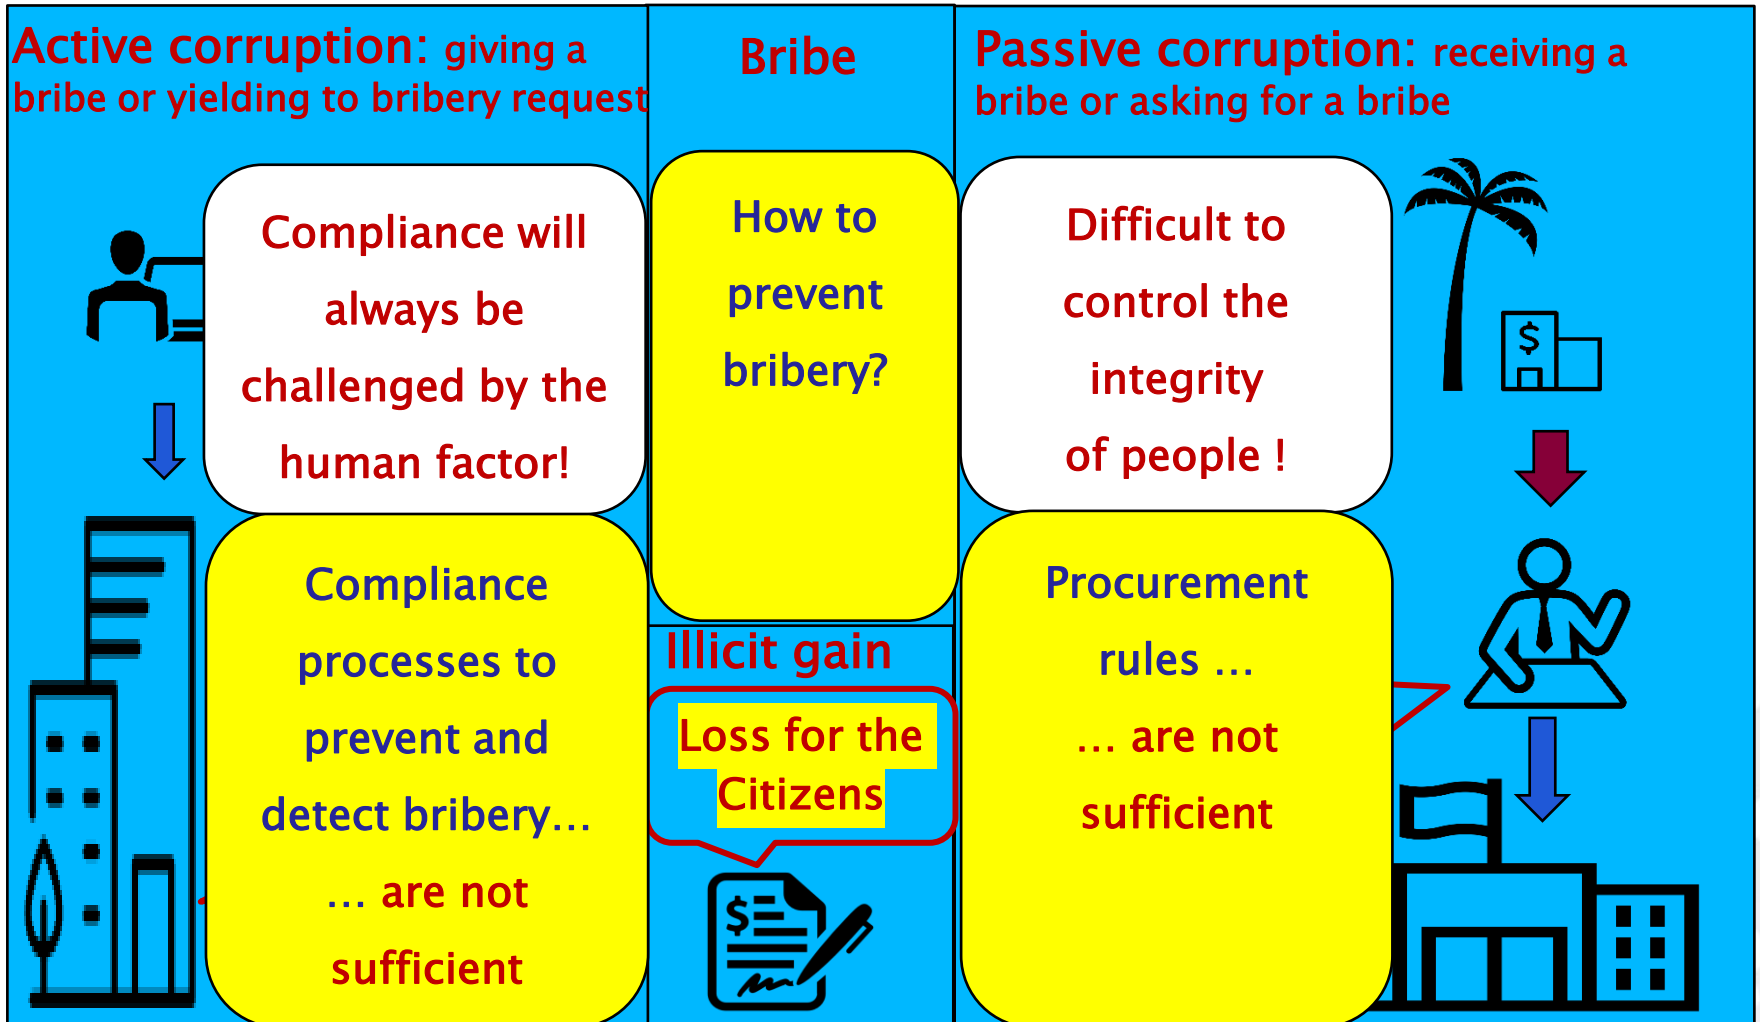 Active corruption: giving a
bribe or yielding to bribery request
Bribe
Passive corruption: receiving a
bribe or asking for a bribe
Compliance will
always be
challenged by the
human factor!
How to
prevent
bribery?
Difficult to
control the
integrity
of people !
$
Compliance
processes to
prevent and
detect bribery...
... are not
sufficient
Illicit gain
Loss for the
Citizens
$
Procurement
rules ...
... are not
sufficient